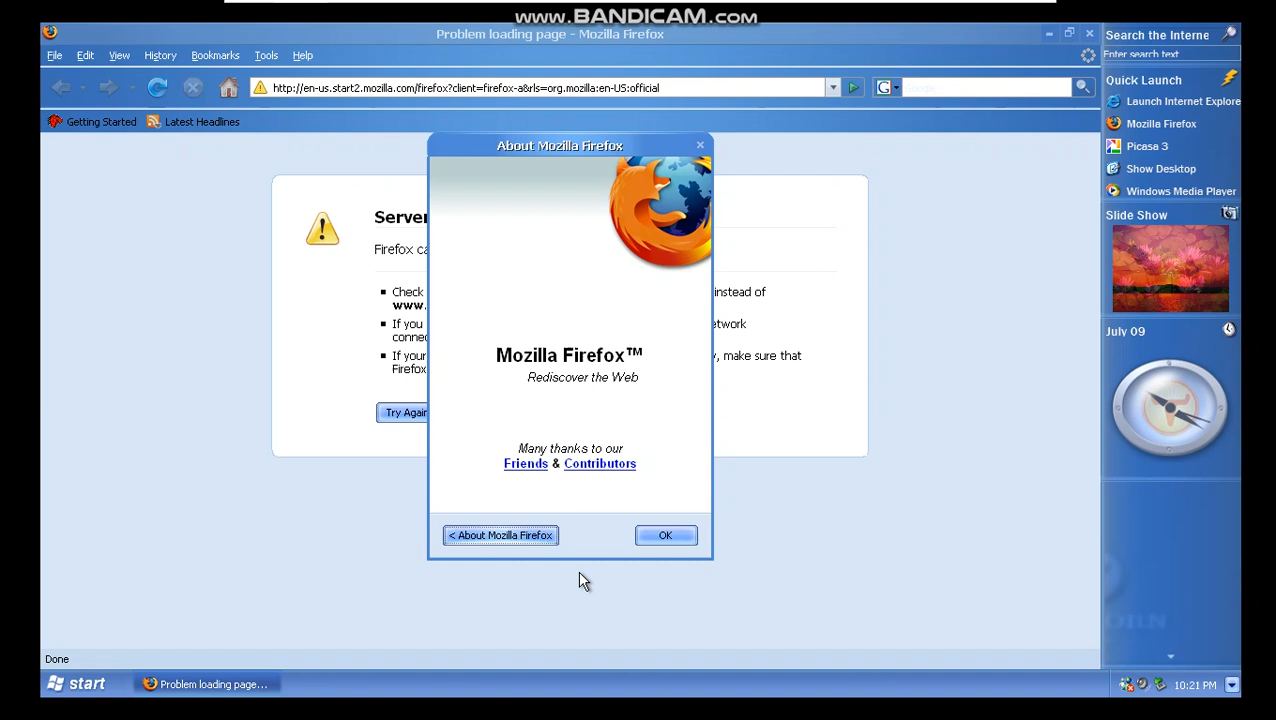 www.BANDICAM.com
Problem loading page - Mozilla Firefox
File Edit View History Bookmarks Tools Help
http://en-us.start2.mozilla.com/firefox?client=firefox-a&rls=org.mozilla:en-US:official
G
Google
Getting Started Latest Headlines
About Mozilla Firefox
Server
Firefox ca
Check
instead of
www.
If you
etwork
connec
If your
y, make sure that
Firefox
Try Again
Mozilla Firefox™
Rediscover the Web
Many thanks to our
Friends & Contributors
< About Mozilla Firefox
OK
Done
start
Problem loading page...
Search the Interne
Enter search text
Quick Launch
Launch Internet Explore
Mozilla Firefox
Picasa 3
Show Desktop
Windows Media Player
Slide Show
July 09
10:21 PM